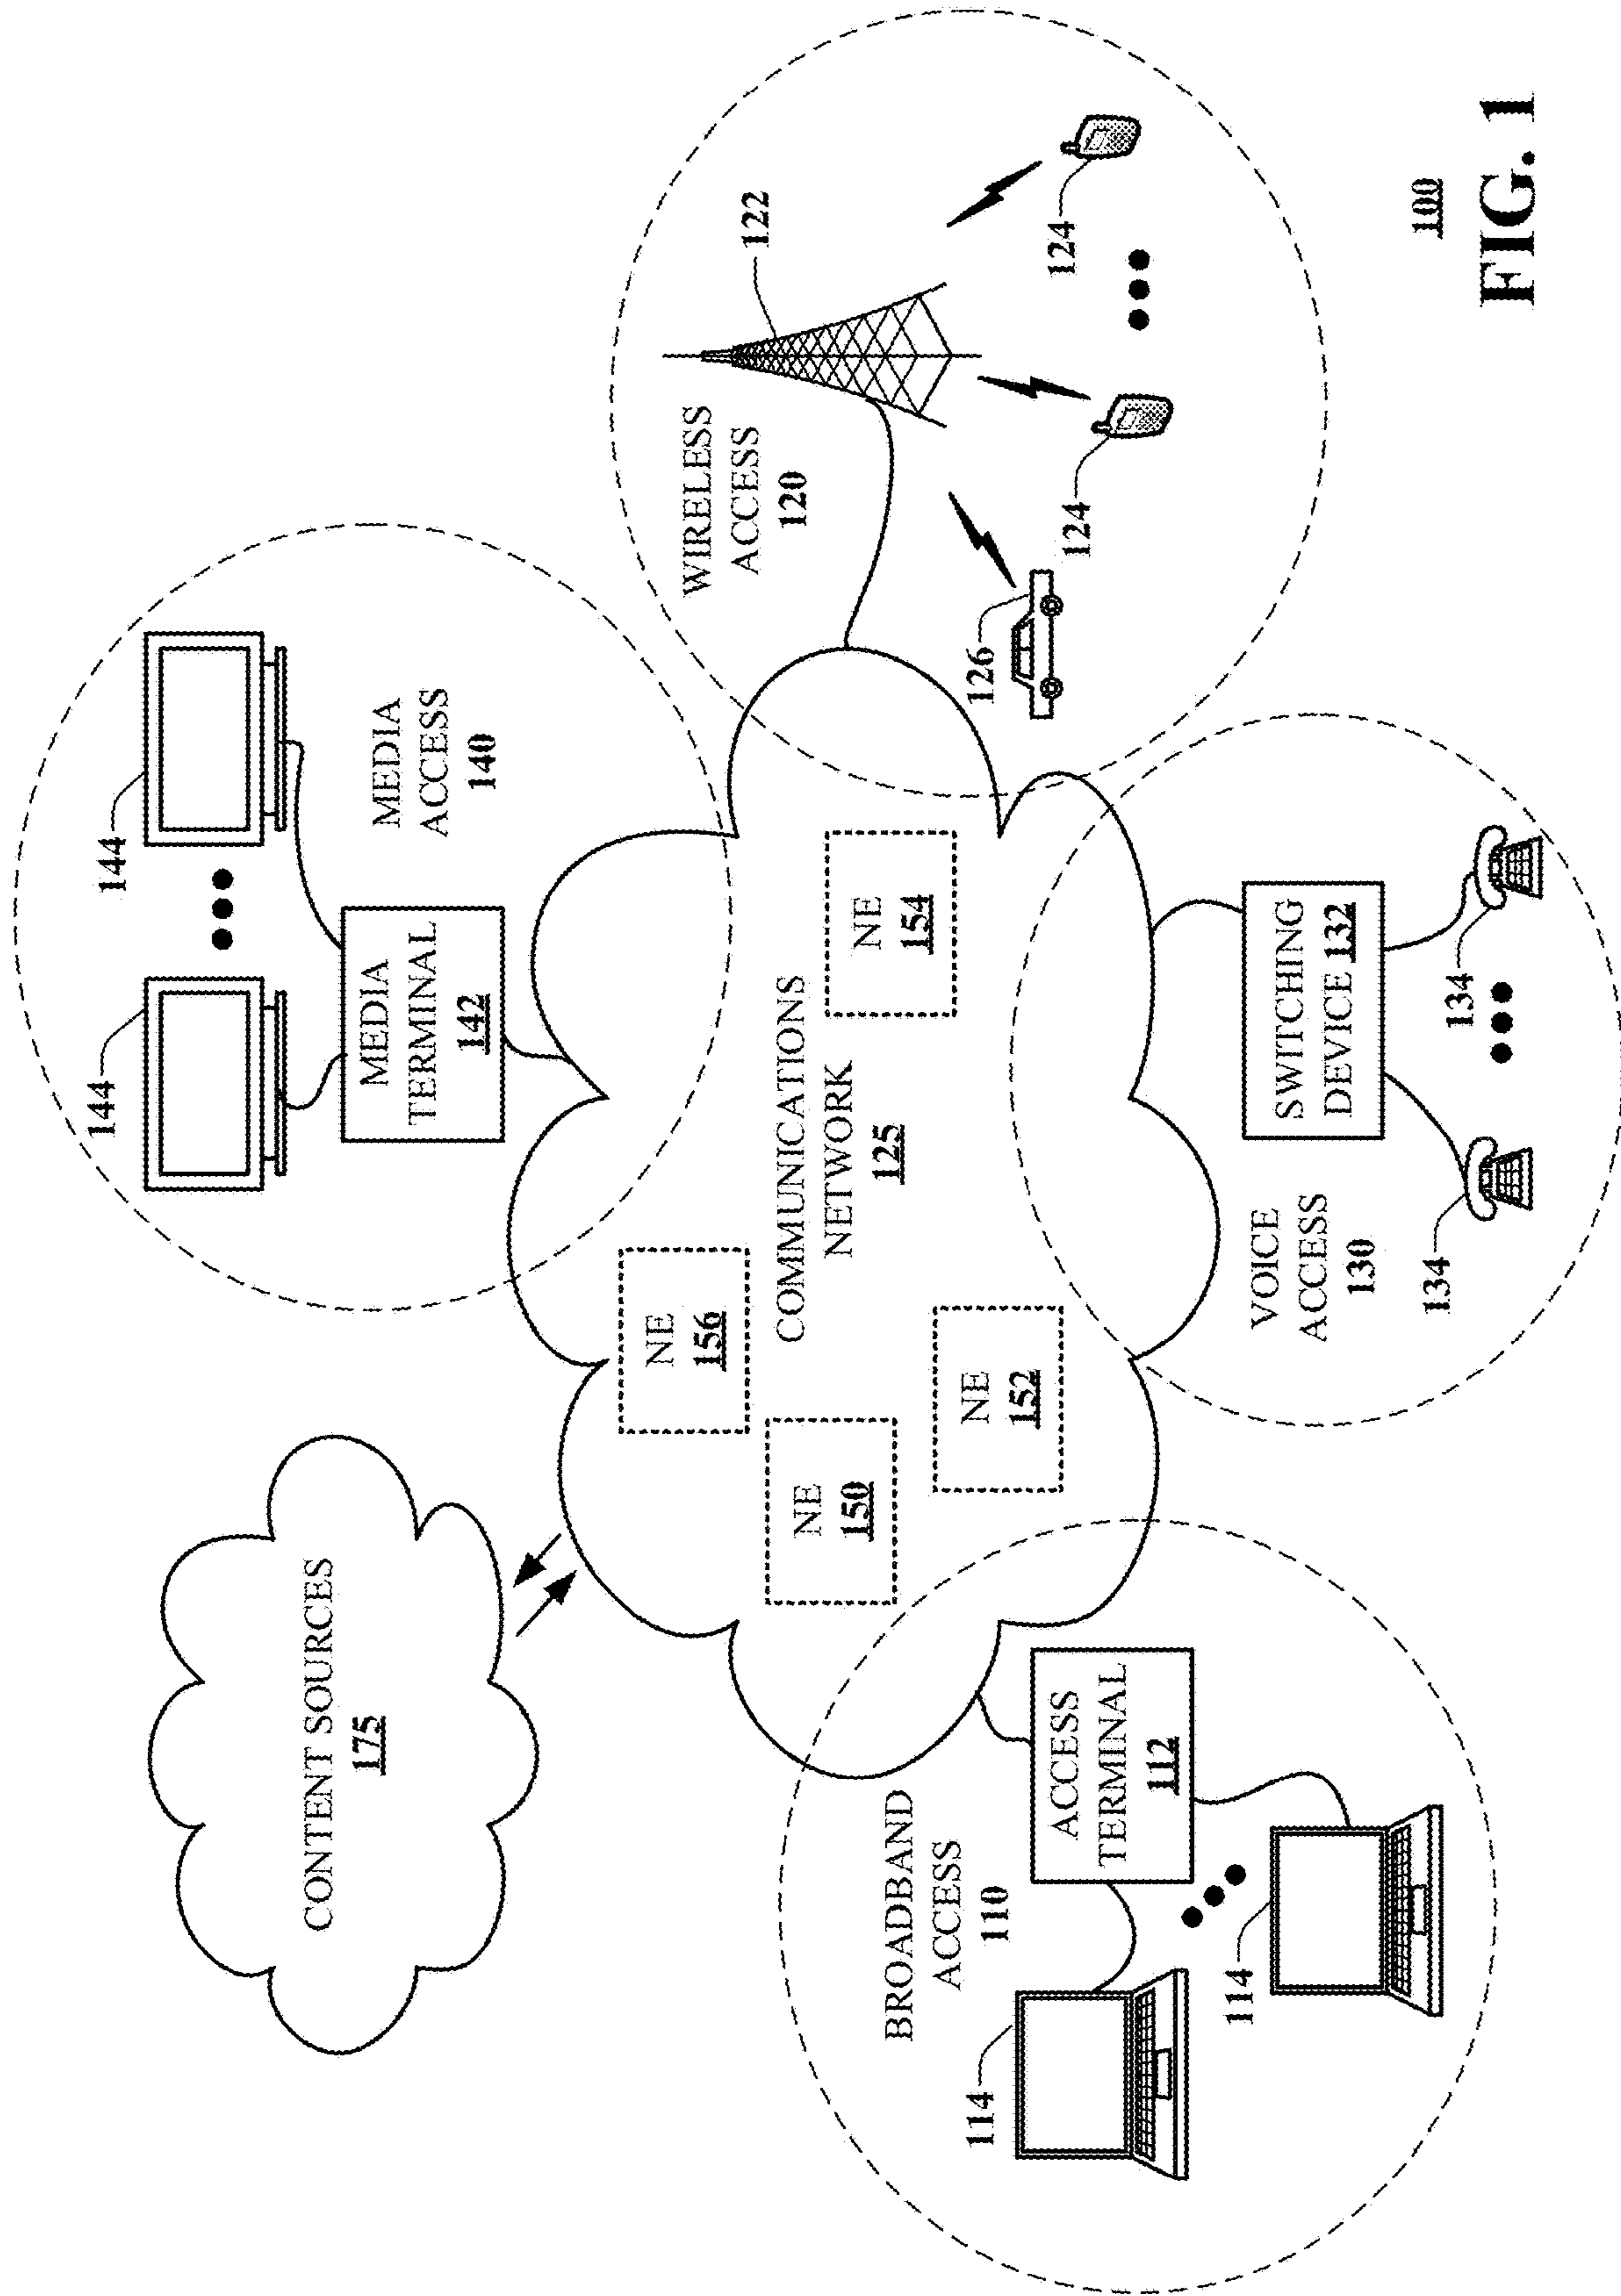 CONTENT SOURCES
175
144
144
MEDIA
TERMINAL
142
MEDIA
ACCESS
140
NE
156
NE
150
NE
152
NE
154
COMMUNICATIONS
NETWORK
125
WIRELESS
ACCESS
120
122
126
124
124
BROADBAND
ACCESS
110
ACCESS
TERMINAL
112
114
114
VOICE
ACCESS
130
SWITCHING
DEVICE 132
134
134
100
FIG. 1